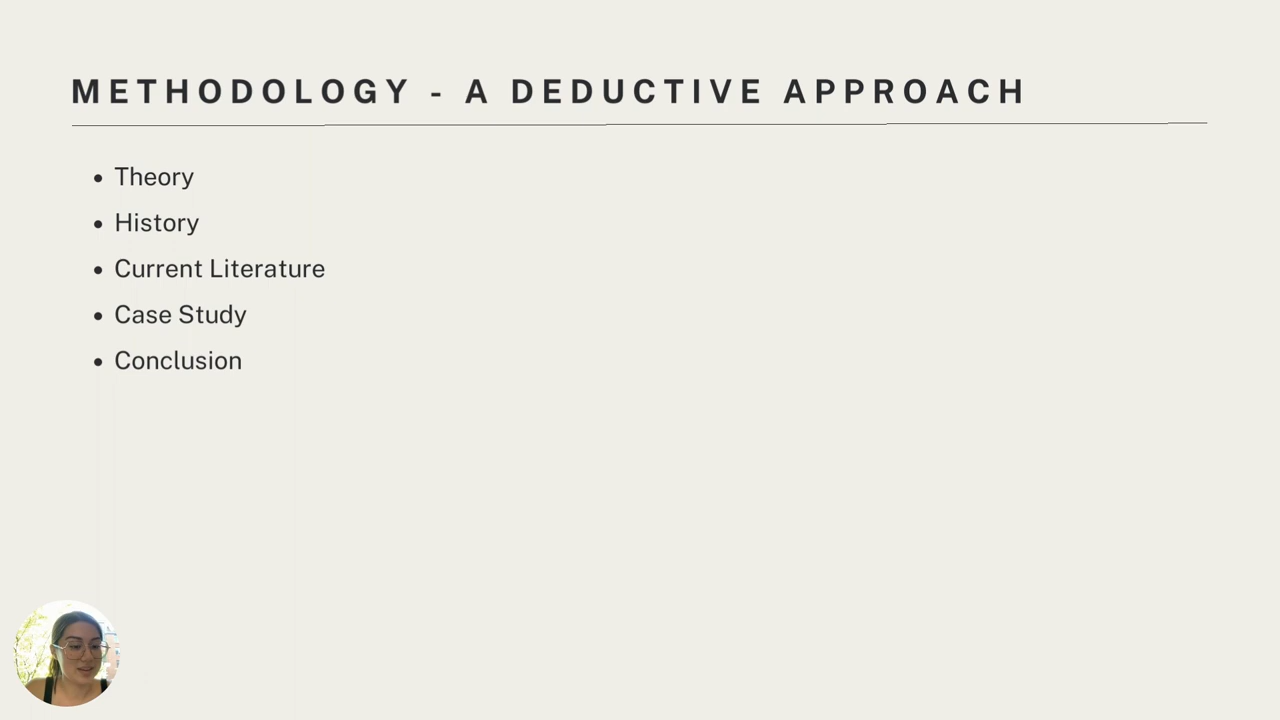 METHODOLOGY - A DEDUCTIVE APPROACH
• Theory
• History
• Current Literature
• Case Study
• Conclusion